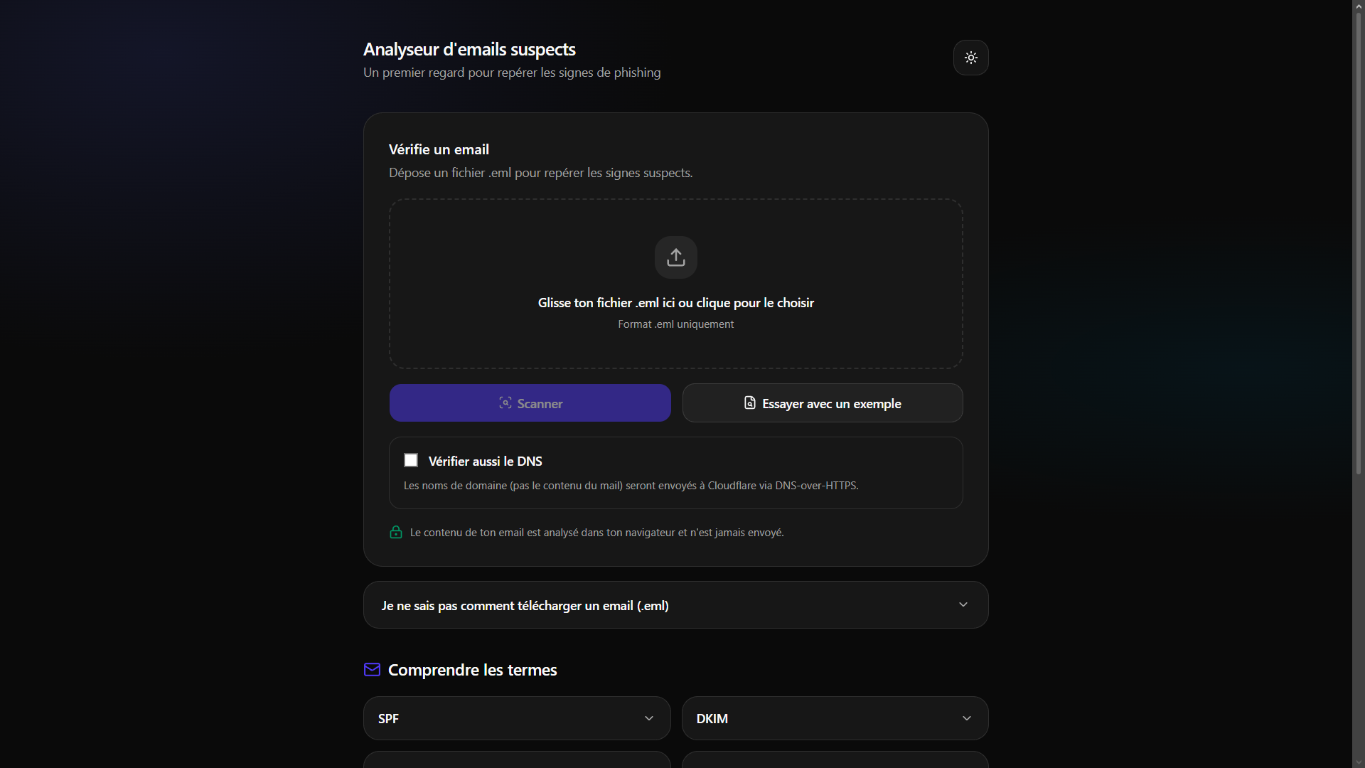 Analyseur d'emails suspects
Un premier regard pour repérer les signes de phishing
Vérifie un email
Dépose un fichier .eml pour repérer les signes suspects.
Glisse ton fichier .eml ici ou clique pour le choisir
Format .eml uniquement
Scanner
Essayer avec un exemple
Vérifier aussi le DNS
Les noms de domaine (pas le contenu du mail) seront envoyés à Cloudflare via DNS-over-HTTPS.
Le contenu de ton email est analysé dans ton navigateur et n'est jamais envoyé.
Je ne sais pas comment télécharger un email (.eml)
Comprendre les termes
SPF
DKIM